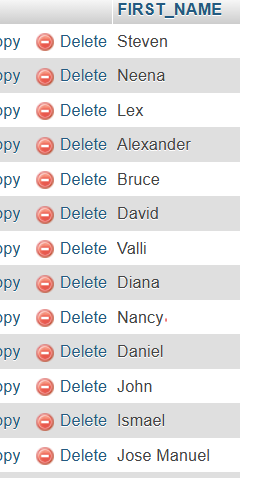 FIRST_NAME
opy Delete Steven
opy Delete Neena
opy Delete Lex
opy Delete Alexander
opy Delete Bruce
opy Delete David
opy Delete Valli
opy Delete Diana
opy Delete Nancy
opy Delete Daniel
opy Delete John
opy Delete Ismael
opy Delete Jose Manuel